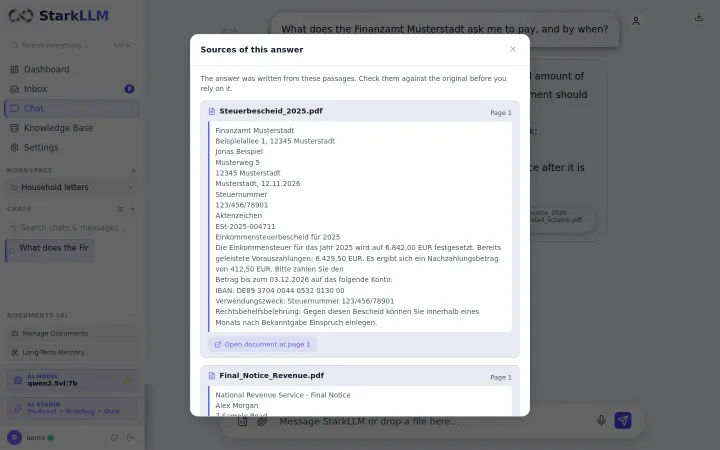 StarkLLM
Search everything...
Ctrl K
Dashboard
Inbox
8
Chat
Knowledge Base
Settings
WORKSPACE
Household letters
CHATS
Search chats & messages...
What does the Fir
Manage Documents
Long-Term Memory
AI MODEL
qwen2.5vl:7b
AI STUDIO
Podcast • Briefing • Quiz
D
demo
What does the Finanzamt Musterstadt ask me to pay, and by when?
amount of
ment should
k:
ce after it is
Sources of this answer
The answer was written from these passages. Check them against the original before you
rely on it.
Steuerbescheid_2025.pdf
Page 1
Finanzamt Musterstadt
Beispielallee 1, 12345 Musterstadt
Jonas Beispiel
Musterweg 5
12345 Musterstadt
Musterstadt, 12.11.2026
Steuernummer
123/456/78901
Aktenzeichen
ESt-2025-004711
Einkommensteuerbescheid für 2025
Die Einkommensteuer für das Jahr 2025 wird auf 6.842,00 EUR festgesetzt. Bereits
geleistete Vorauszahlungen: 6.429,50 EUR. Es ergibt sich ein Nachzahlungsbetrag
von 412,50 EUR. Bitte zahlen Sie den
Betrag bis zum 03.12.2026 auf das folgende Konto:
IBAN: DE89 3704 0044 0532 0130 00
Verwendungszweck: Steuernummer 123/456/78901
Rechtsbehelfsbelehrung: Gegen diesen Bescheid können Sie innerhalb eines
Monats nach Bekanntgabe Einspruch einlegen.
Open document at page 1
Final_Notice_Revenue.pdf
Page 1
National Revenue Service - Final Notice
Alex Morgan
Message StarkLLM or drop a file...